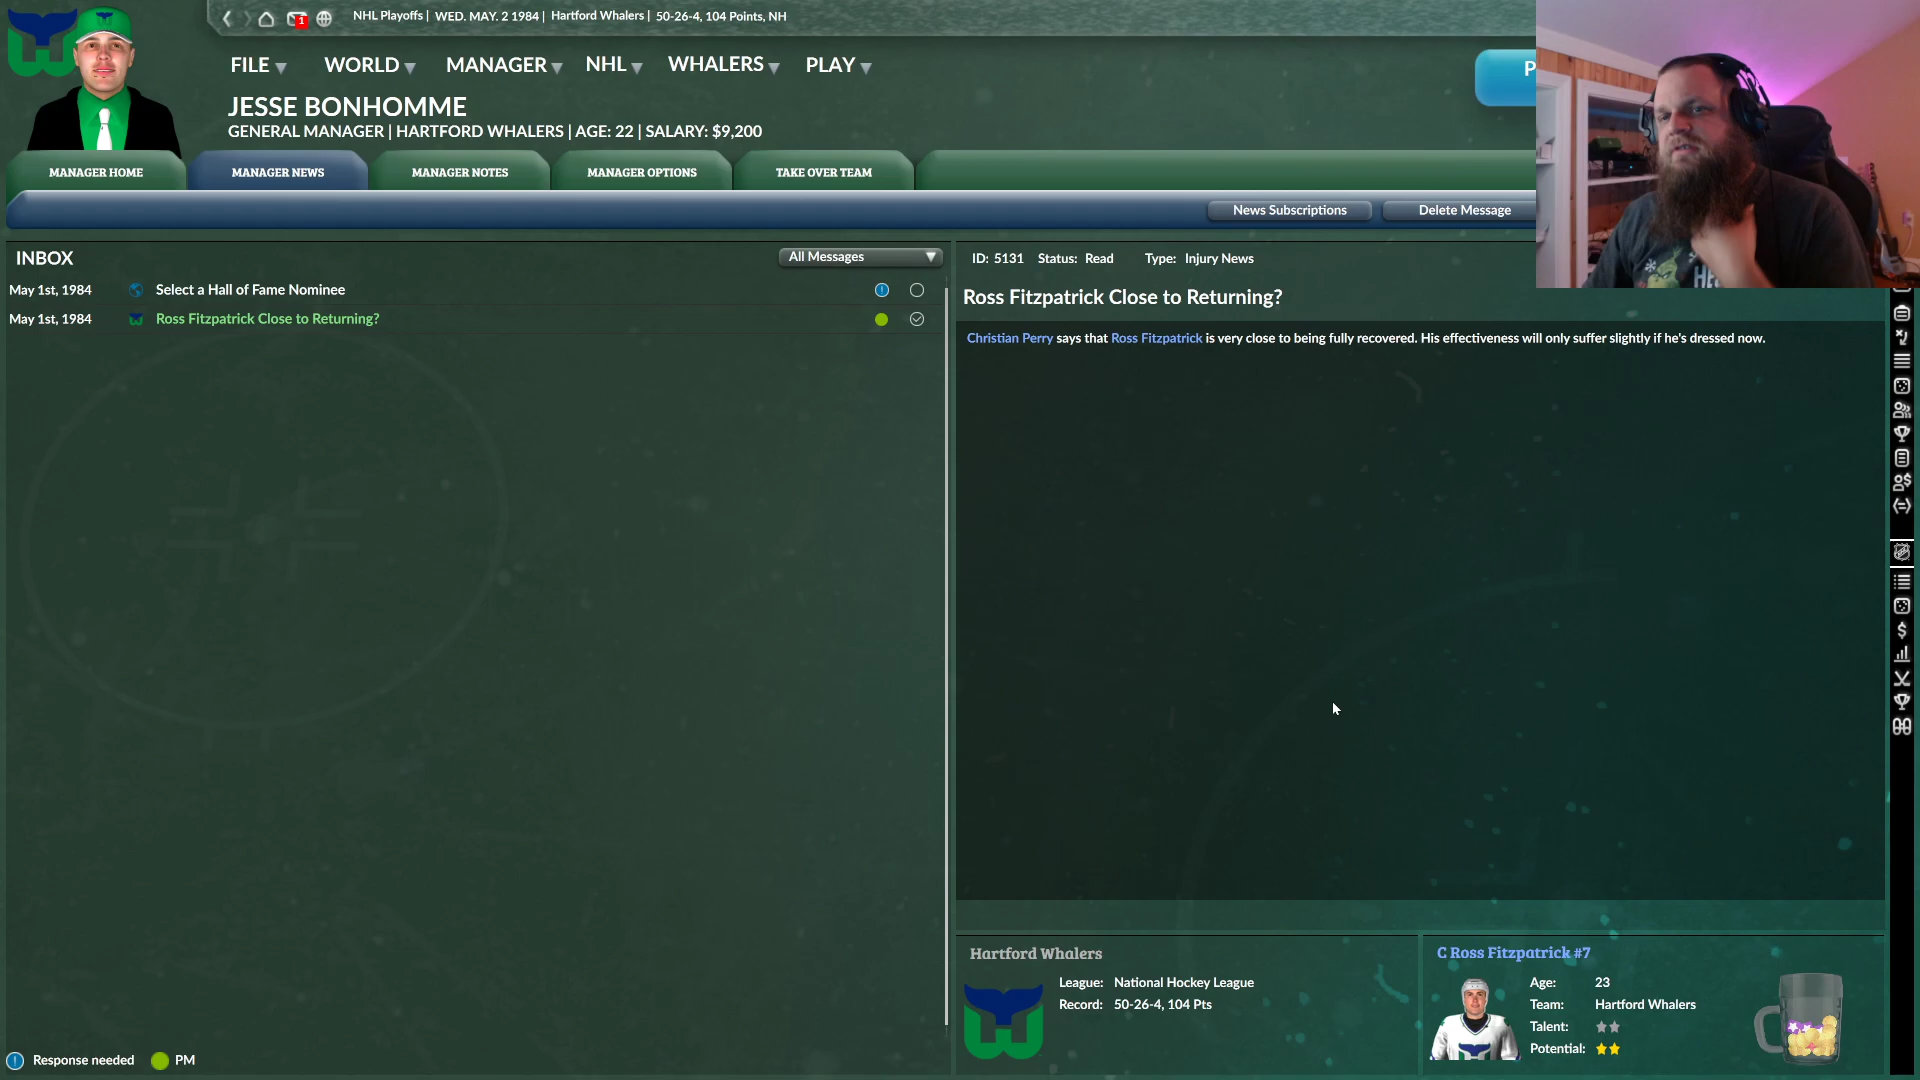 1
NHL Playoffs | WED. MAY. 2 1984 | Hartford Whalers | 50-26-4, 104 Points, NH
FILE WORLD MANAGER NHL WHALERS PLAY
P
JESSE BONHOMME
GENERAL MANAGER | HARTFORD WHALERS | AGE: 22 | SALARY: $9,200
MANAGER HOME MANAGER NEWS MANAGER NOTES MANAGER OPTIONS TAKE OVER TEAM
News Subscriptions Delete Message
INBOX All Messages
May 1st, 1984 Select a Hall of Fame Nominee
May 1st, 1984 Ross Fitzpatrick Close to Returning?
ID: 5131 Status: Read Type: Injury News
Ross Fitzpatrick Close to Returning?
Christian Perry says that Ross Fitzpatrick is very close to being fully recovered. His effectiveness will only suffer slightly if he's dressed now.
Hartford Whalers
League: National Hockey League
Record: 50-26-4, 104 Pts
C Ross Fitzpatrick #7
Age: 23
Team: Hartford Whalers
Talent:
Potential:
Response needed PM